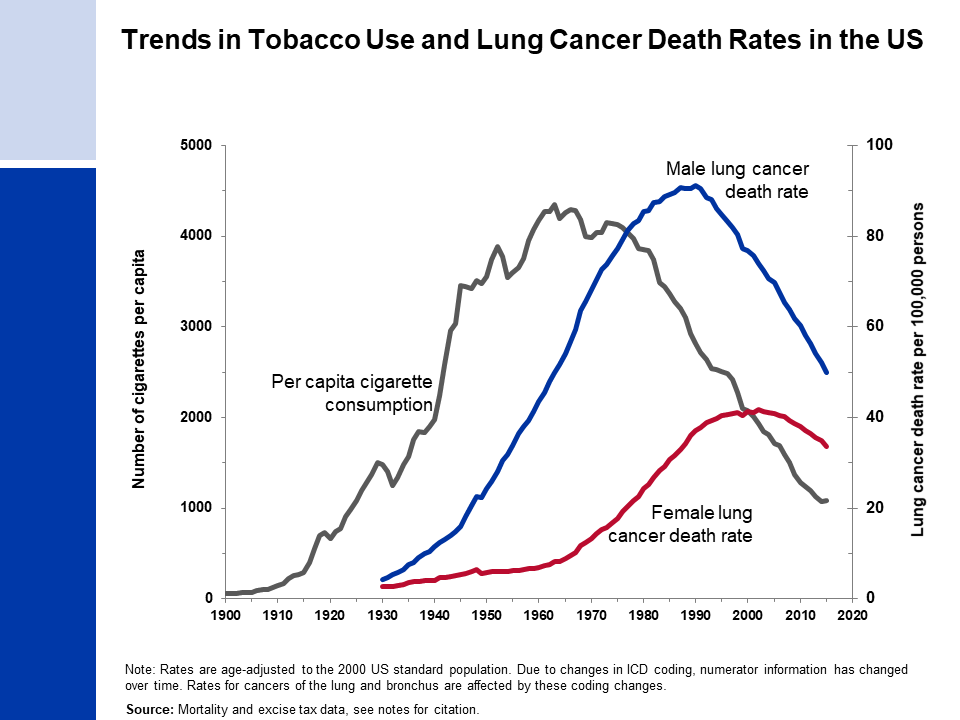 Trends in Tobacco Use and Lung Cancer Death Rates in the US
5000
4000
3000
2000
1000
0
Number of cigarettes per capita
100
80
60
40
20
0
Lung cancer death rate per 100,000 persons
Male lung cancer
death rate
Per capita cigarette
consumption
Female lung
cancer death rate
1900 1910 1920 1930 1940 1950 1960 1970 1980 1990 2000 2010 2020
Note: Rates are age-adjusted to the 2000 US standard population. Due to changes in ICD coding, numerator information has changed
over time. Rates for cancers of the lung and bronchus are affected by these coding changes.
Source: Mortality and excise tax data, see notes for citation.